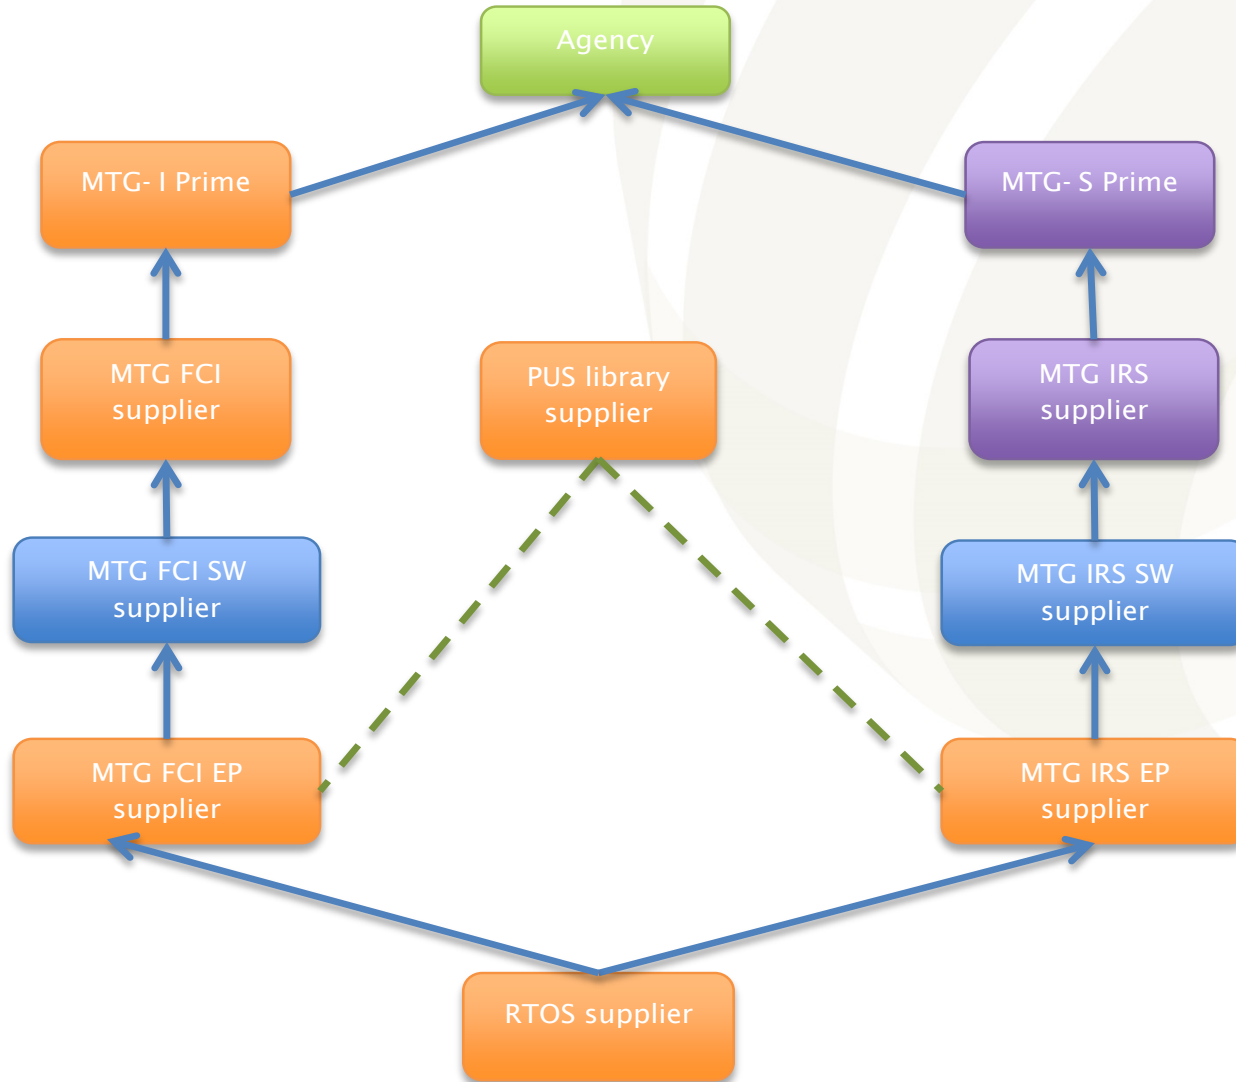 Agency
MTG- I Prime
MTG- S Prime
MTG FCI
supplier
PUS library
supplier
MTG IRS
supplier
MTG FCI SW
supplier
MTG IRS SW
supplier
MTG FCI EP
supplier
MTG IRS EP
supplier
RTOS supplier